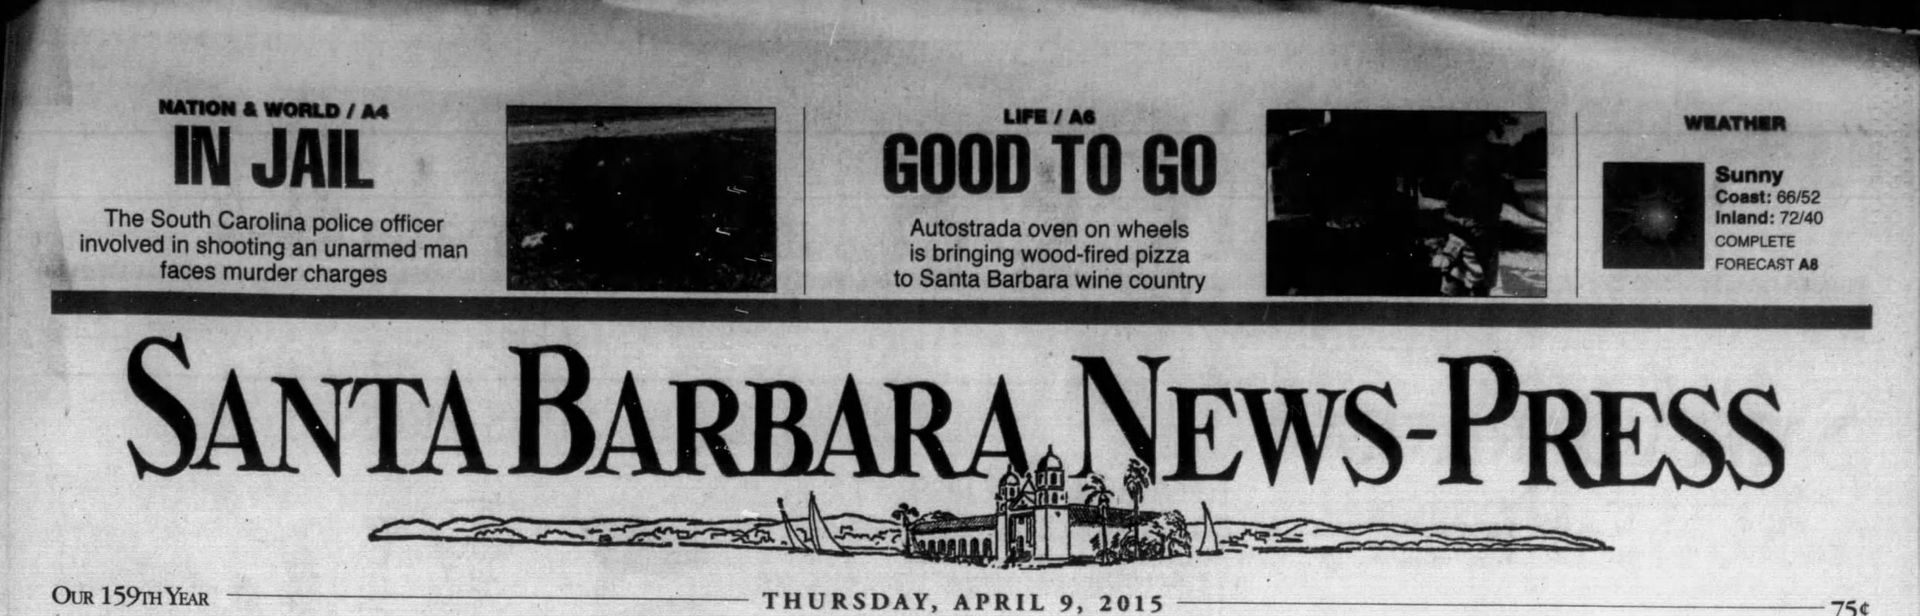 NATION & WORLD / A4
IN JAIL
The South Carolina police officer
involved in shooting an unarmed man
faces murder charges
LIFE / A6
GOOD TO GO
Autostrada oven on wheels
is bringing wood-fired pizza
to Santa Barbara wine country
WEATHER
Sunny
Coast: 66/52
Inland: 72/40
COMPLETE
FORECAST A8
SANTA BARBARA NEWS-PRESS
OUR 159TH YEAR
THURSDAY, APRIL 9, 2015
75¢